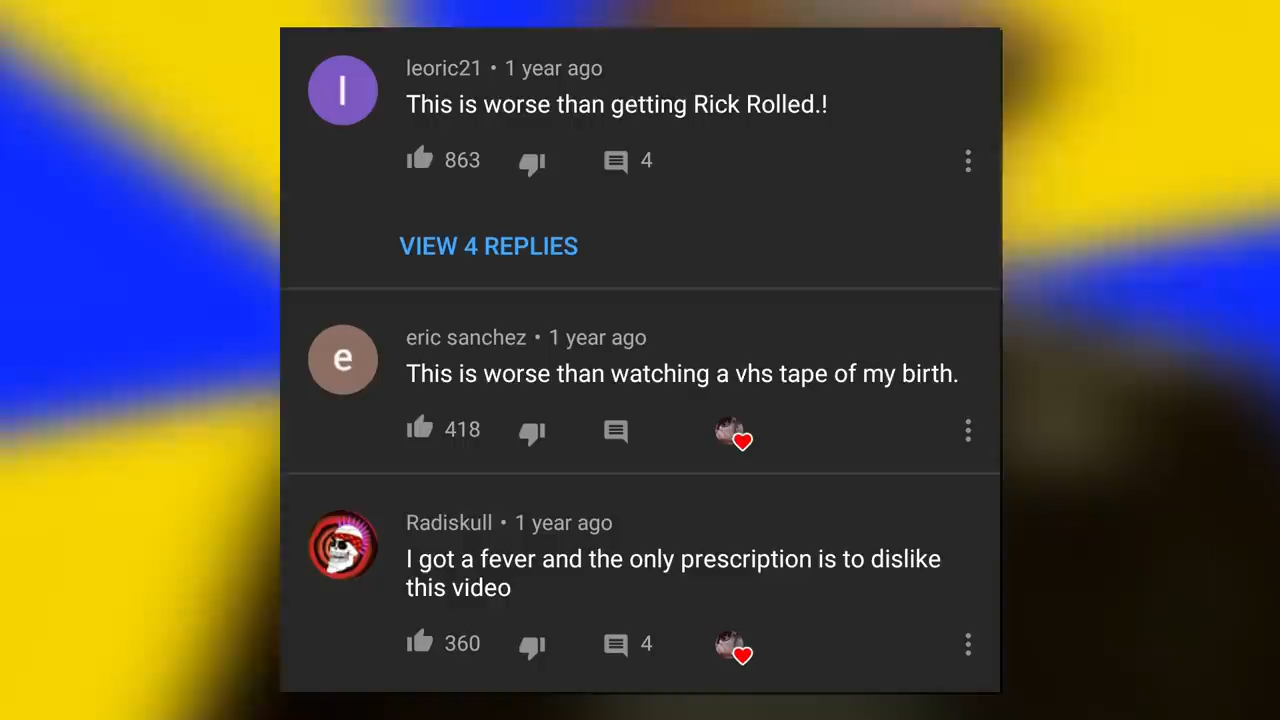 l
leoric21 • 1 year ago
This is worse than getting Rick Rolled.!
863
4
VIEW 4 REPLIES
e
eric sanchez • 1 year ago
This is worse than watching a vhs tape of my birth.
418
Radiskull • 1 year ago
I got a fever and the only prescription is to dislike
this video
360
4